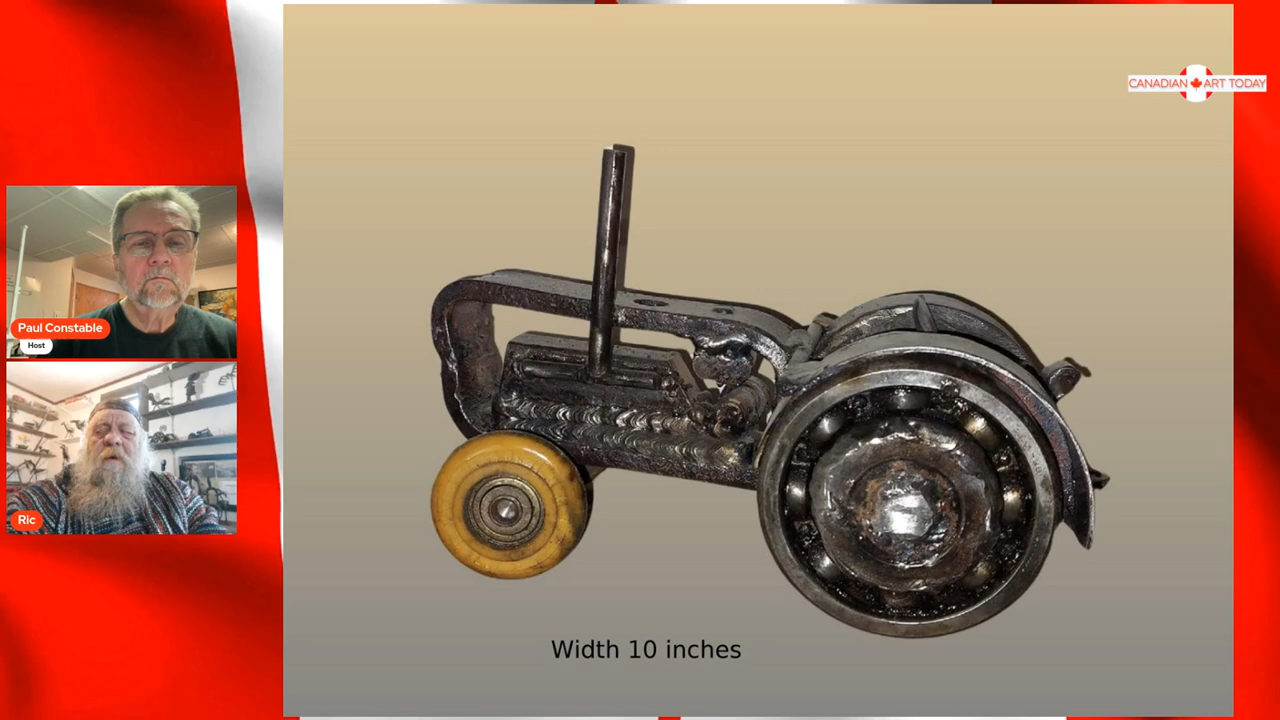 CANADIAN ART TODAY
Paul Constable
Host
Ric
Width 10 inches